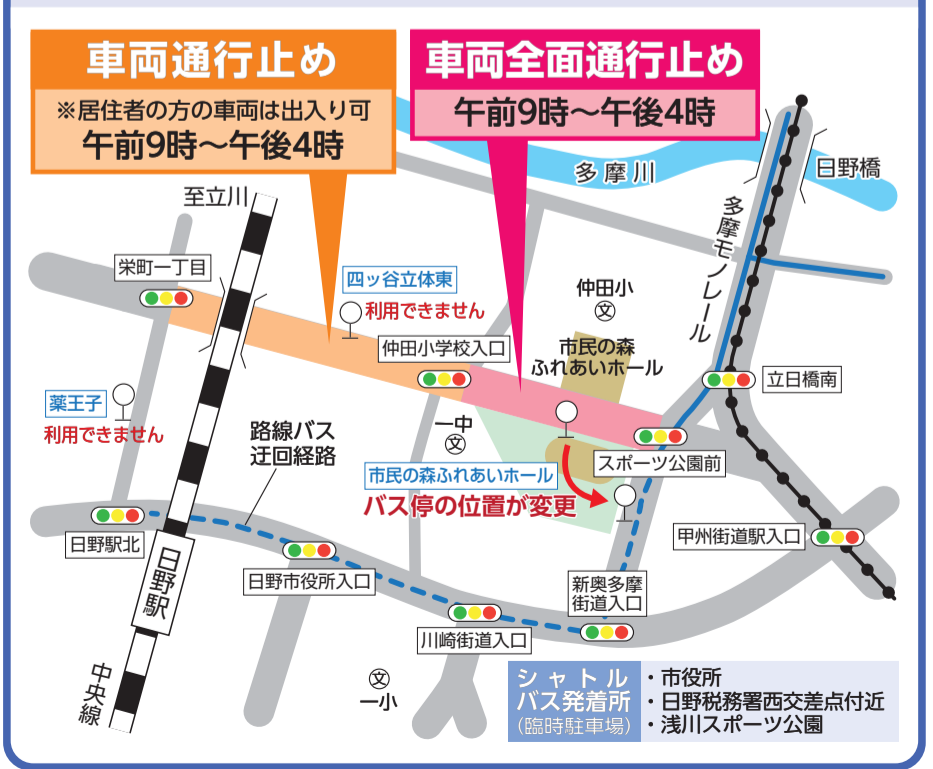 車両通行止め
※居住者の方の車両は出入り可
午前9時～午後4時
車両全面通行止め
午前9時～午後4時
多摩川
日野橋
至立川
多摩モノレール
栄町一丁目
四ッ谷立体東
利用できません
仲田小
文
仲田小学校入口
市民の森
ふれあいホール
立日橋南
薬王子
利用できません
路線バス
迂回経路
一中
文
スポーツ公園前
市民の森ふれあいホール
バス停の位置が変更
日野駅北
甲州街道駅入口
日野駅
日野市役所入口
新奥多摩
街道入口
川崎街道入口
中央線
文
一小
シャトル
バス発着所
(臨時駐車場)
・市役所
・日野税務署西交差点付近
・浅川スポーツ公園